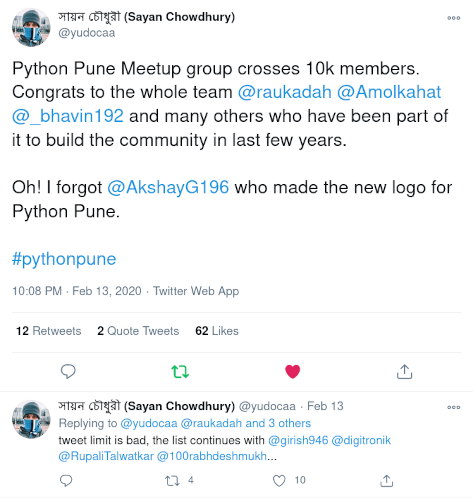 সায়ন চৌধুরী (Sayan Chowdhury)
@yudocaa
Python Pune Meetup group crosses 10k members.
Congrats to the whole team @raukadah @Amolkahat
@_bhavin192 and many others who have been part of
it to build the community in last few years.
Oh! I forgot @AkshayG196 who made the new logo for
Python Pune.
#pythonpune
10:08 PM · Feb 13, 2020 · Twitter Web App
12 Retweets 2 Quote Tweets 62 Likes
সায়ন চৌধুরী (Sayan Chowdhury) @yudocaa · Feb 13
Replying to @yudocaa @raukadah and 3 others
tweet limit is bad, the list continues with @girish946 @digitronik
@RupaliTalwatkar @100rabhdeshmukh...
4 10